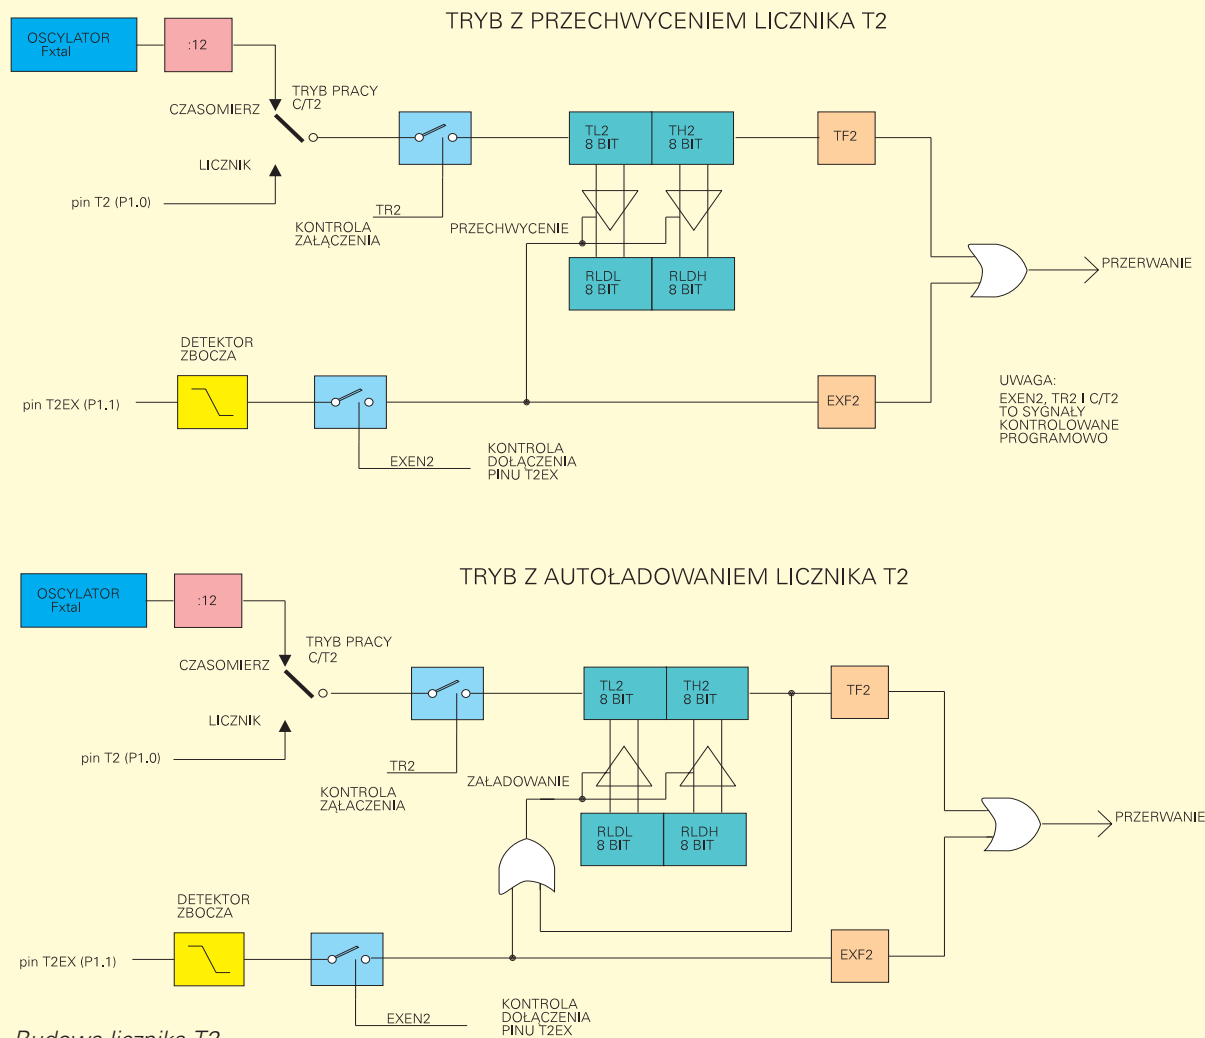 TRYB Z PRZECHWYCENIEM LICZNIKA T2
OSCYLATOR
Fxtal
:12
TRYB PRACY
C/T2
CZASOMIERZ
LICZNIK
pin T2 (P1.0)
TR2
KONTROLA
ZAŁĄCZENIA
TL2
8 BIT
TH2
8 BIT
TF2
PRZECHWYCENIE
RLDL
8 BIT
RLDH
8 BIT
PRZERWANIE
DETEKTOR
ZBOCZA
pin T2EX (P1.1)
EXEN2
KONTROLA
DOŁĄCZENIA
PINU T2EX
EXF2
UWAGA:
EXEN2, TR2 I C/T2
TO SYGNAŁY
KONTROLOWANE
PROGRAMOWO
TRYB Z AUTOŁADOWANIEM LICZNIKA T2
OSCYLATOR
Fxtal
:12
TRYB PRACY
C/T2
CZASOMIERZ
LICZNIK
pin T2 (P1.0)
TR2
KONTROLA
ZĄŁACZENIA
TL2
8 BIT
TH2
8 BIT
TF2
ZAŁADOWANIE
RLDL
8 BIT
RLDH
8 BIT
PRZERWANIE
DETEKTOR
ZBOCZA
pin T2EX (P1.1)
EXEN2
KONTROLA
DOŁĄCZENIA
PINU T2EX
EXF2
Budowa licznika T2